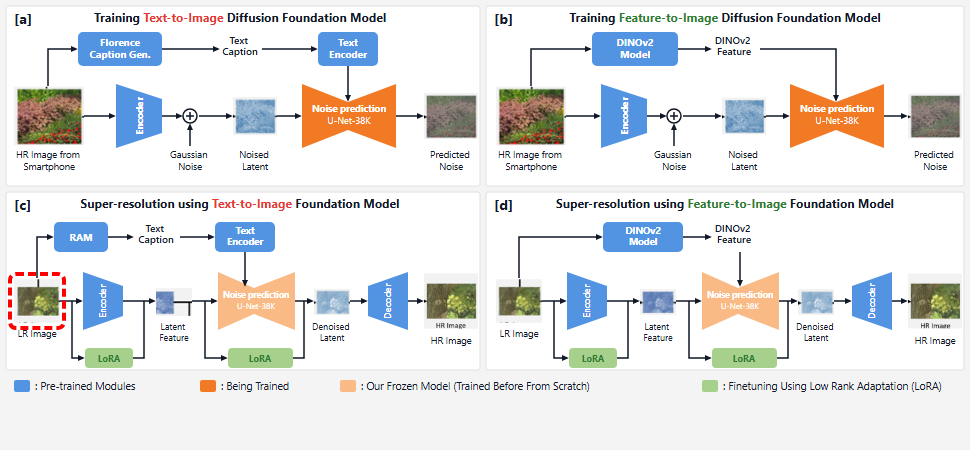 [a] Training Text-to-Image Diffusion Foundation Model
Florence
Caption Gen.
Text
Caption
Text
Encoder
Encoder
Noise prediction
U-Net-38K
HR Image from
Smartphone
Gaussian
Noise
Noised
Latent
Predicted
Noise
[b] Training Feature-to-Image Diffusion Foundation Model
DINOv2
Model
DINOv2
Feature
Encoder
Noise prediction
U-Net-38K
HR Image from
Smartphone
Gaussian
Noise
Noised
Latent
Predicted
Noise
[c] Super-resolution using Text-to-Image Foundation Model
RAM
Text
Caption
Text
Encoder
Encoder
Noise prediction
U-Net-38K
Decoder
LR Image
Latent
Feature
Denoised
Latent
HR Image
HR Image
LoRA
LoRA
[d] Super-resolution using Feature-to-Image Foundation Model
DINOv2
Model
DINOv2
Feature
Encoder
Noise prediction
U-Net-38K
Decoder
LR Image
Latent
Feature
Denoised
Latent
HR Image
HR Image
LoRA
LoRA
: Pre-trained Modules
: Being Trained
: Our Frozen Model (Trained Before From Scratch)
: Finetuning Using Low Rank Adaptation (LoRA)